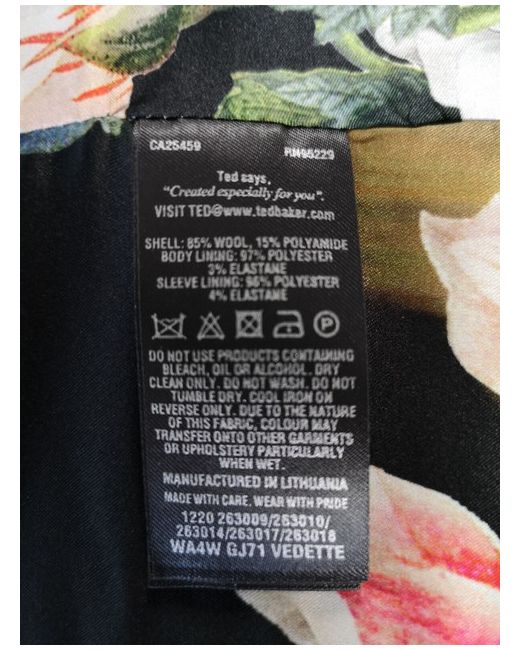 CA25459 RN95229
Ted says,
"Created especially for you".
VISIT TED@www.tedbaker.com
SHELL: 85% WOOL, 15% POLYAMIDE
BODY LINING: 97% POLYESTER
3% ELASTANE
SLEEVE LINING: 96% POLYESTER
4% ELASTANE
P
DO NOT USE PRODUCTS CONTAINING
BLEACH, OIL OR ALCOHOL. DRY
CLEAN ONLY. DO NOT WASH. DO NOT
TUMBLE DRY. COOL IRON ON
REVERSE ONLY. DUE TO THE NATURE
OF THIS FABRIC, COLOUR MAY
TRANSFER ONTO OTHER GARMENTS
OR UPHOLSTERY PARTICULARLY
WHEN WET.
MANUFACTURED IN LITHUANIA
MADE WITH CARE, WEAR WITH PRIDE
1220 263009/263010/
263014/263017/263018
WA4W GJ71 VEDETTE